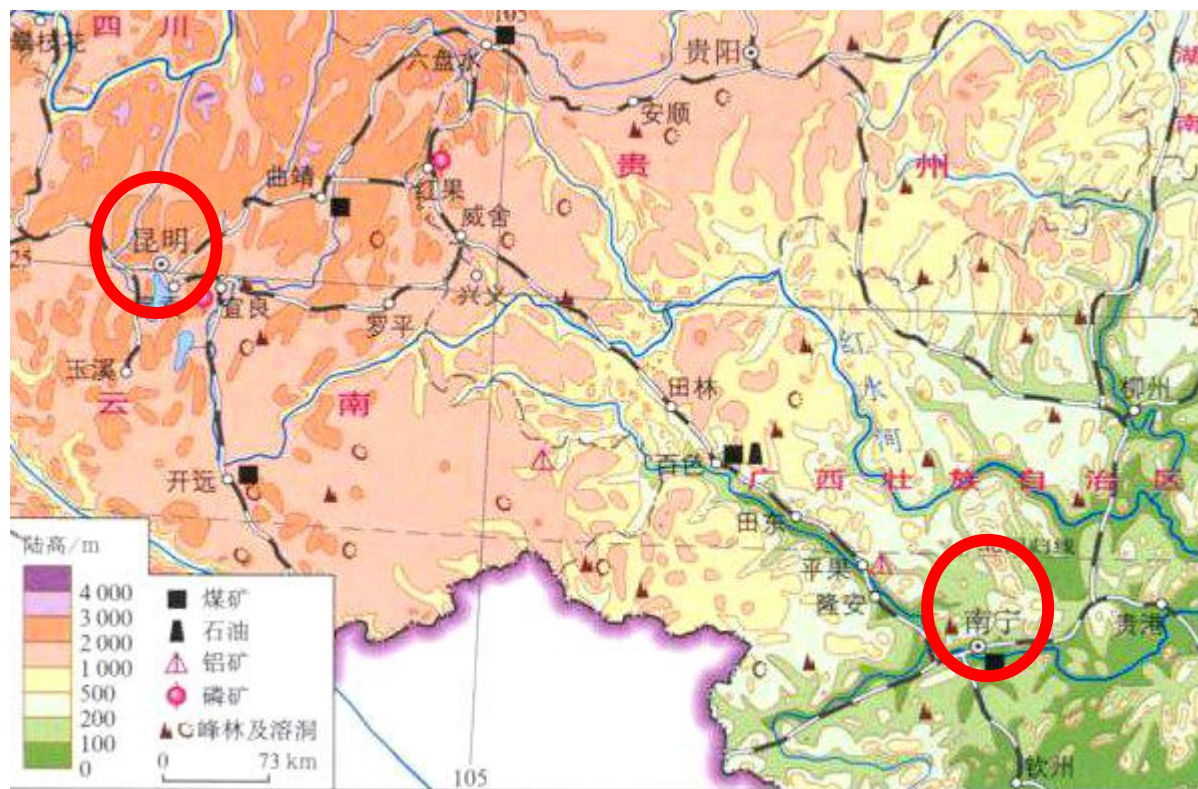 四川
105
攀枝花
六盘水
贵阳
湖
南
安顺
贵
州
曲靖
红果
威舍
昆明
25
宜良
兴义
罗平
红
水
河
玉溪
云
南
田林
柳州
开远
百色
广西壮族自治区
田东
平果
隆安
南宁
贵港
钦州
陆高/m
4 000
3 000
2 000
1 000
500
200
100
0
煤矿
石油
铝矿
磷矿
峰林及溶洞
0
73 km
105